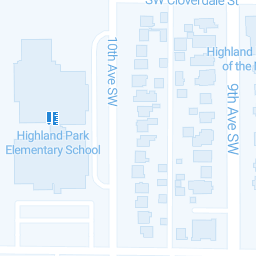 SW Cloverdale St
10th Ave SW
Highland
of the
9th Ave SW
Highland Park
Elementary School